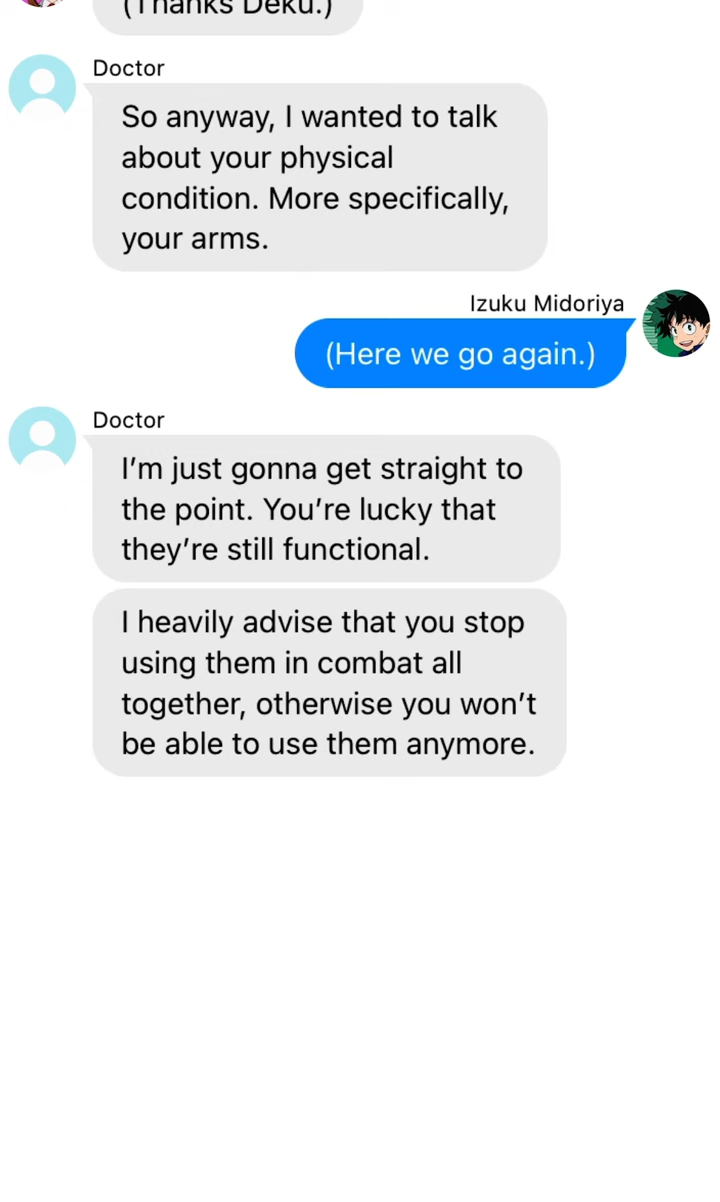 (Thanks Deku.)
Doctor
So anyway, I wanted to talk
about your physical
condition. More specifically,
your arms.
Izuku Midoriya
(Here we go again.)
Doctor
I'm just gonna get straight to
the point. You're lucky that
they're still functional.
I heavily advise that you stop
using them in combat all
together, otherwise you won't
be able to use them anymore.